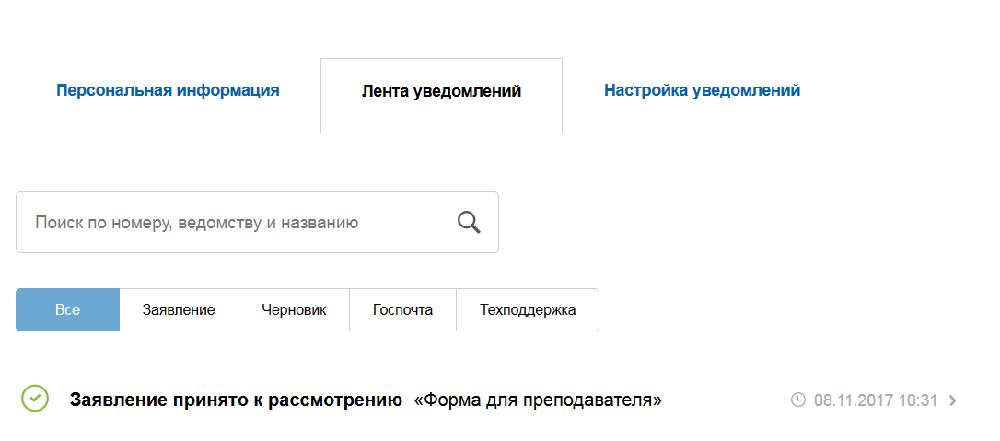 Персональная информация Лента уведомлений Настройка уведомлений
Поиск по номеру, ведомству и названию
Все Заявление Черновик Госпочта Техподдержка
Заявление принято к рассмотрению «Форма для преподавателя» 08.11.2017 10:31